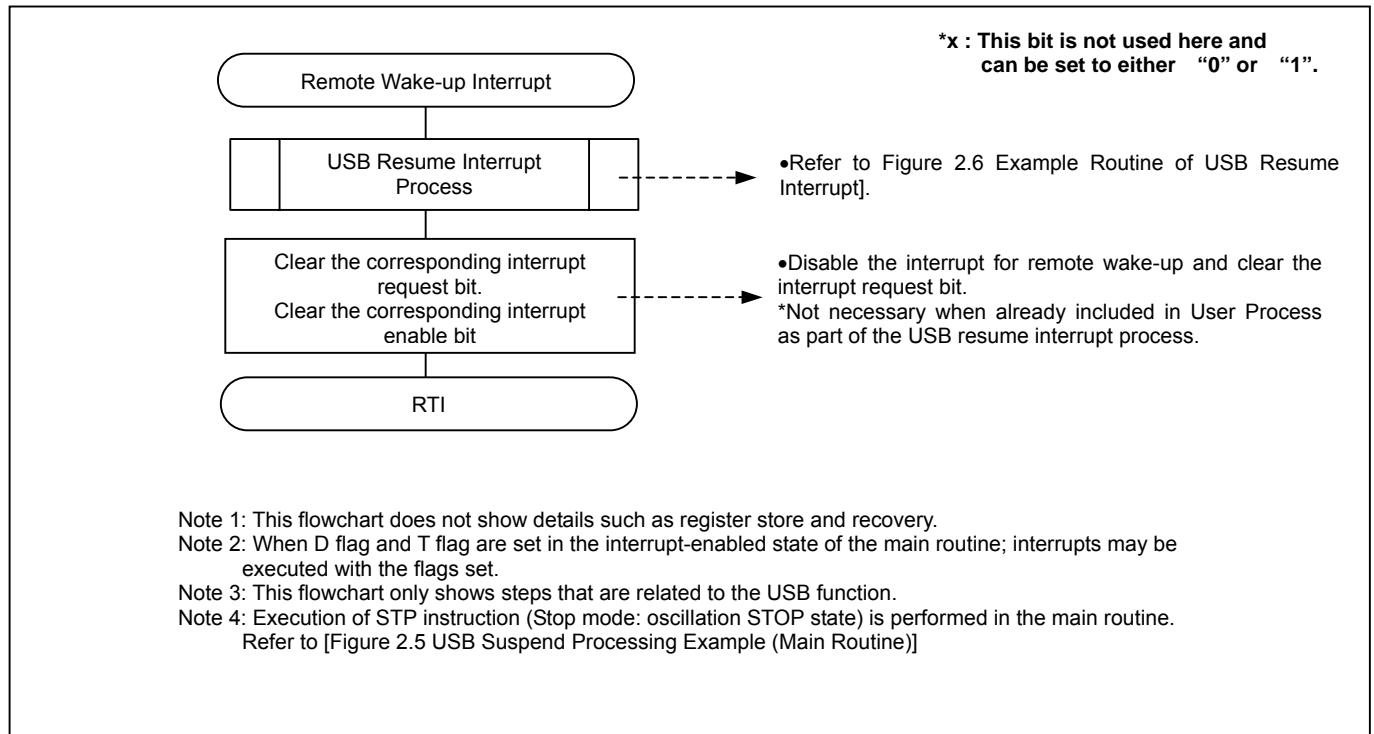 *x : This bit is not used here and
can be set to either “0” or “1”.
Remote Wake-up Interrupt
USB Resume Interrupt
Process
•Refer to Figure 2.6 Example Routine of USB Resume
Interrupt].
Clear the corresponding interrupt
request bit.
Clear the corresponding interrupt
enable bit
•Disable the interrupt for remote wake-up and clear the
interrupt request bit.
*Not necessary when already included in User Process
as part of the USB resume interrupt process.
RTI
Note 1: This flowchart does not show details such as register store and recovery.
Note 2: When D flag and T flag are set in the interrupt-enabled state of the main routine; interrupts may be
executed with the flags set.
Note 3: This flowchart only shows steps that are related to the USB function.
Note 4: Execution of STP instruction (Stop mode: oscillation STOP state) is performed in the main routine.
Refer to [Figure 2.5 USB Suspend Processing Example (Main Routine)]